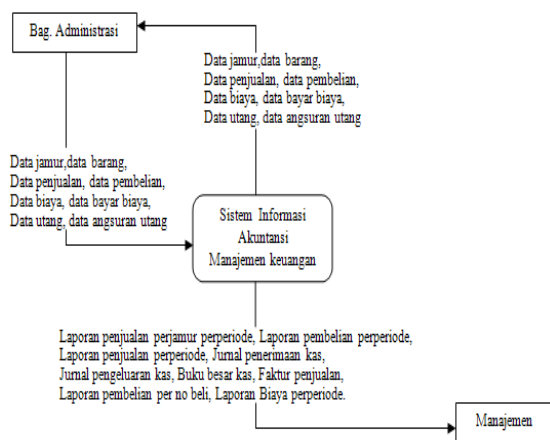 Bag. Administrasi
Data jamur,data barang,
Data penjualan, data pembelian,
Data biaya, data bayar biaya,
Data utang, data angsuran utang
Data jamur,data barang,
Data penjualan, data pembelian,
Data biaya, data bayar biaya,
Data utang, data angsuran utang
Sistem Informasi
Akuntansi
Manajemen keuangan
Laporan penjualan perjamur perperiode, Laporan pembelian perperiode,
Laporan penjualan perperiode, Jurnal penerimaan kas,
Jurnal pengeluaran kas, Buku besar kas, Faktur penjualan,
Laporan pembelian per no beli, Laporan Biaya perperiode.
Manajemen